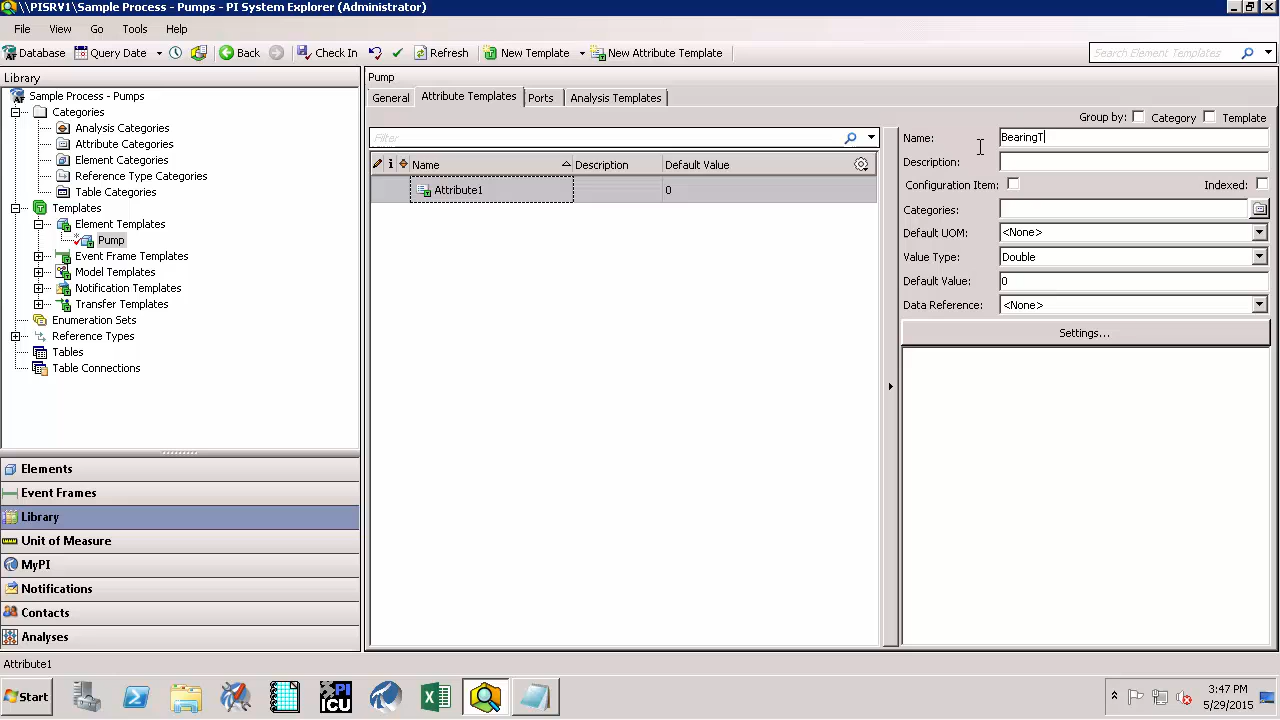 \\PISRV1\Sample Process - Pumps - PI System Explorer (Administrator)
File View Go Tools Help
Database Query Date Back Check In Refresh New Template New Attribute Template Search Element Templates
Library
Sample Process - Pumps
Categories
Analysis Categories
Attribute Categories
Element Categories
Reference Type Categories
Table Categories
Templates
Element Templates
Pump
Event Frame Templates
Model Templates
Notification Templates
Transfer Templates
Enumeration Sets
Reference Types
Tables
Table Connections
Elements
Event Frames
Library
Unit of Measure
MyPI
Notifications
Contacts
Analyses
Pump
General Attribute Templates Ports Analysis Templates
Group by: Category Template
Filter
Name Description Default Value
Attribute1 0
Name: BearingT
Description:
Configuration Item: Indexed:
Categories:
Default UOM: <None>
Value Type: Double
Default Value: 0
Data Reference: <None>
Settings...
Attribute1
Start
PI
ICU
3:47 PM
5/29/2015